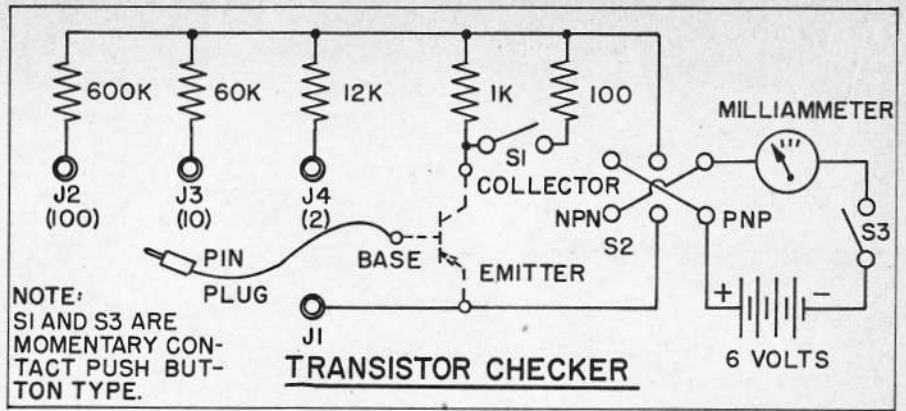 600K
60K
12K
1K
100
MILLIAMMETER
S1
J2
(100)
J3
(10)
J4
(2)
COLLECTOR
NPN
S2
PNP
S3
PIN
PLUG
BASE
EMITTER
+
−
6 VOLTS
J1
NOTE:
S1 AND S3 ARE
MOMENTARY CON-
TACT PUSH BUT-
TON TYPE.
TRANSISTOR CHECKER